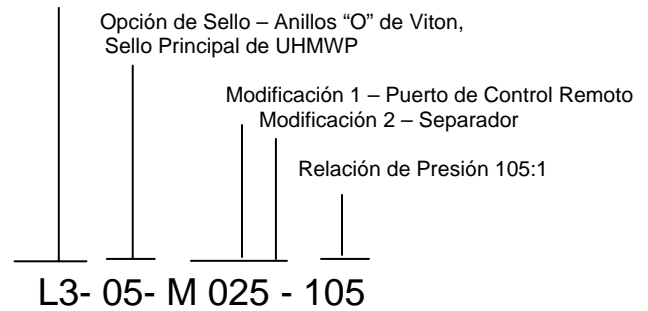 Opción de Sello – Anillos “O” de Viton,
Sello Principal de UHMWP
Modificación 1 – Puerto de Control Remoto
Modificación 2 – Separador
Relación de Presión 105:1
L3- 05- M 025 - 105